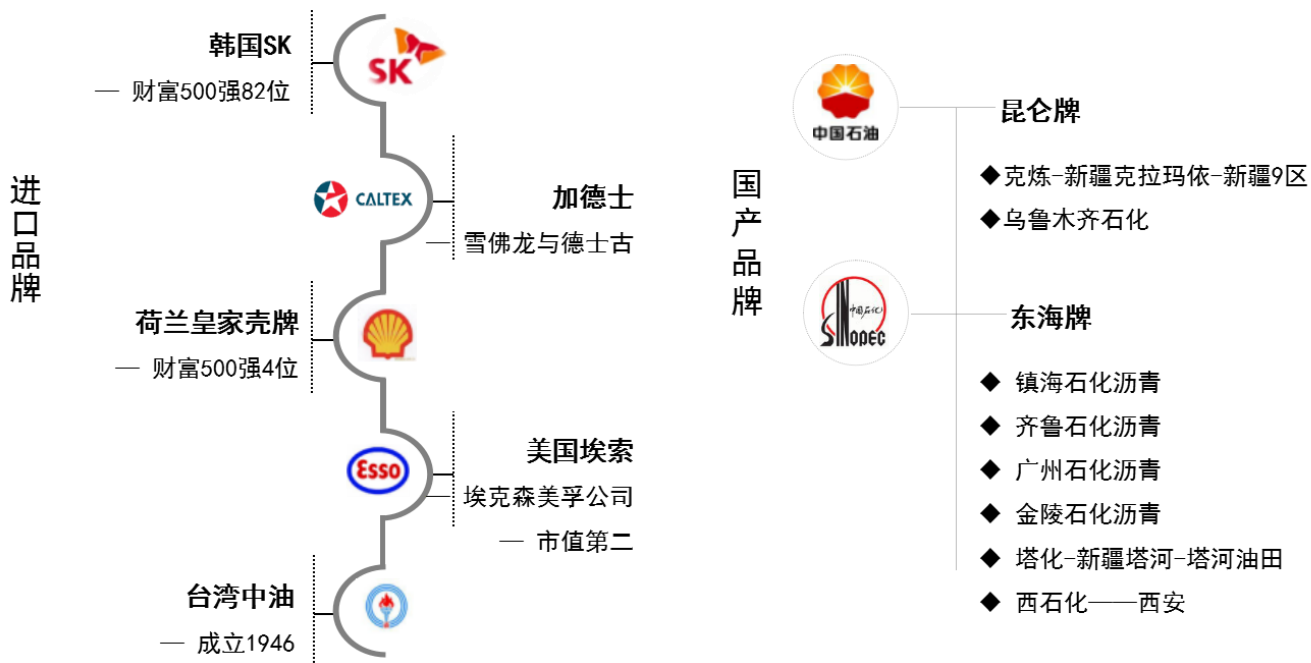 进口品牌
韩国SK
— 财富500强82位
SK
CALTEX
加德士
— 雪佛龙与德士古
荷兰皇家壳牌
— 财富500强4位
Esso
美国埃索
— 埃克森美孚公司
— 市值第二
台湾中油
— 成立1946
国产品牌
中国石油
昆仑牌
◆克炼-新疆克拉玛依-新疆9区
◆乌鲁木齐石化
中国石化
SINOPEC
东海牌
◆ 镇海石化沥青
◆ 齐鲁石化沥青
◆ 广州石化沥青
◆ 金陵石化沥青
◆ 塔化-新疆塔河-塔河油田
◆ 西石化——西安